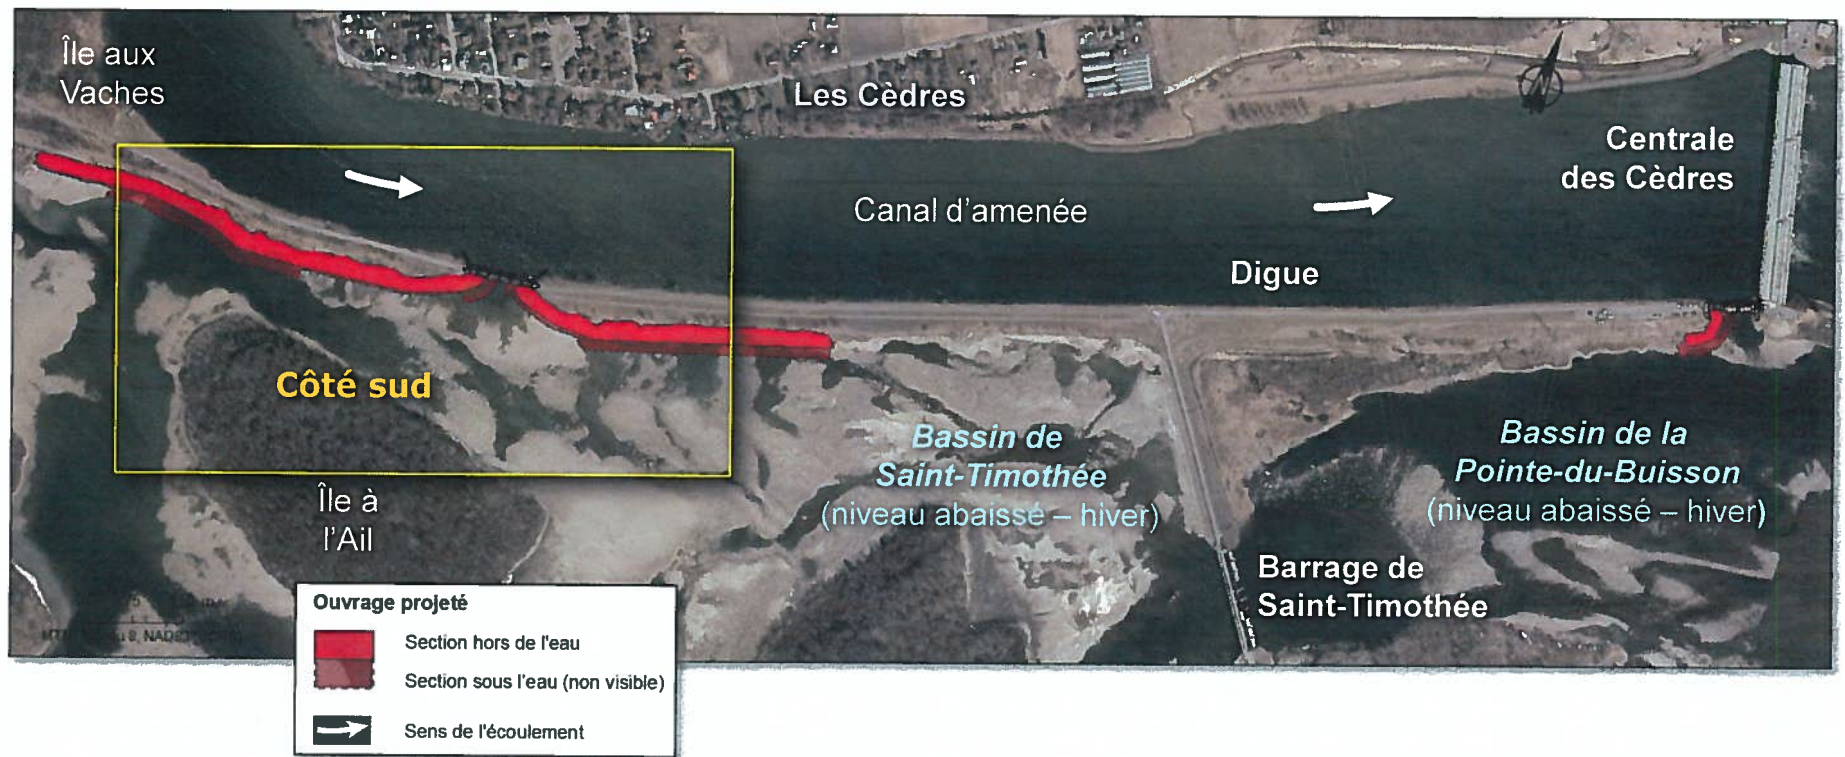 Île aux
Vaches
Les Cèdres
Centrale
des Cèdres
Canal d'amenée
Digue
Côté sud
Bassin de
Saint-Timothée
(niveau abaissé – hiver)
Bassin de la
Pointe-du-Buisson
(niveau abaissé – hiver)
Île à
l'Ail
Barrage de
Saint-Timothée
Ouvrage projeté
Section hors de l'eau
Section sous l'eau (non visible)
Sens de l'écoulement